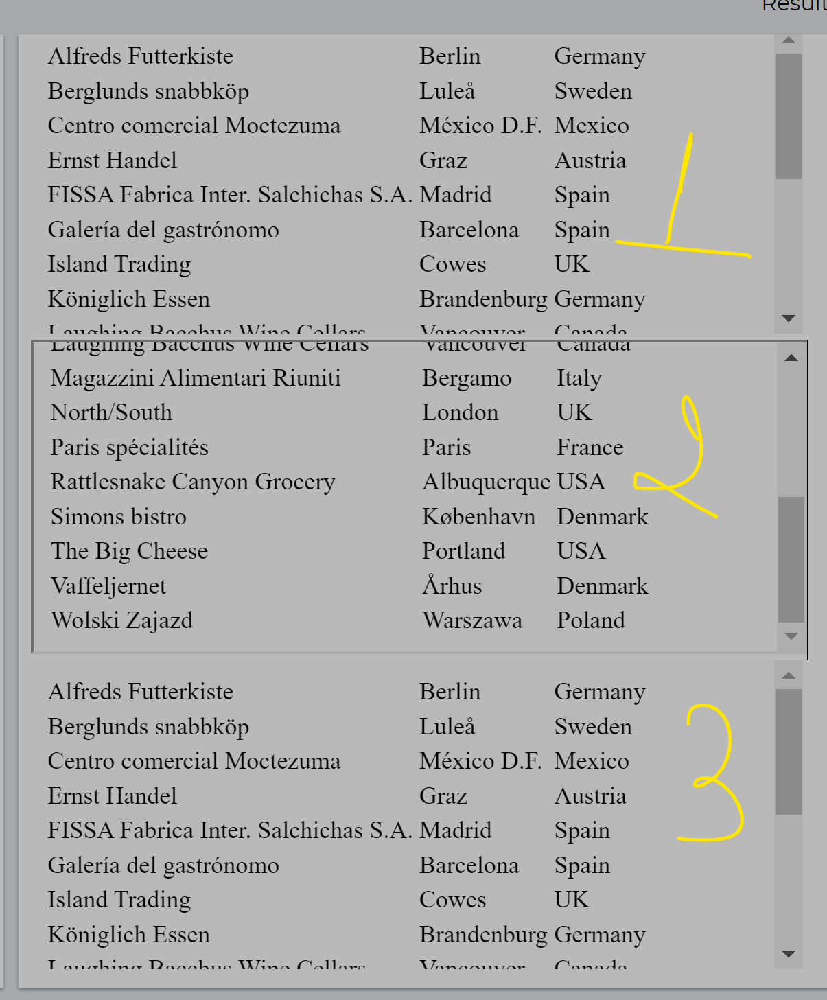 Result
Alfreds Futterkiste Berlin Germany
Berglunds snabbköp Luleå Sweden
Centro comercial Moctezuma México D.F. Mexico
Ernst Handel Graz Austria
FISSA Fabrica Inter. Salchichas S.A. Madrid Spain
Galería del gastrónomo Barcelona Spain
1
Island Trading Cowes UK
Königlich Essen Brandenburg Germany
Laughing Bacchus Wine Cellars Vancouver Canada
Laughing Bacchus Wine Cellars Vancouver Canada
Magazzini Alimentari Riuniti Bergamo Italy
North/South London UK
Paris spécialités Paris France
2
Rattlesnake Canyon Grocery Albuquerque USA
Simons bistro København Denmark
The Big Cheese Portland USA
Vaffeljernet Århus Denmark
Wolski Zajazd Warszawa Poland
Alfreds Futterkiste Berlin Germany
Berglunds snabbköp Luleå Sweden
Centro comercial Moctezuma México D.F. Mexico
3
Ernst Handel Graz Austria
FISSA Fabrica Inter. Salchichas S.A. Madrid Spain
Galería del gastrónomo Barcelona Spain
Island Trading Cowes UK
Königlich Essen Brandenburg Germany
Laughing Bacchus Wine Cellars Vancouver Canada